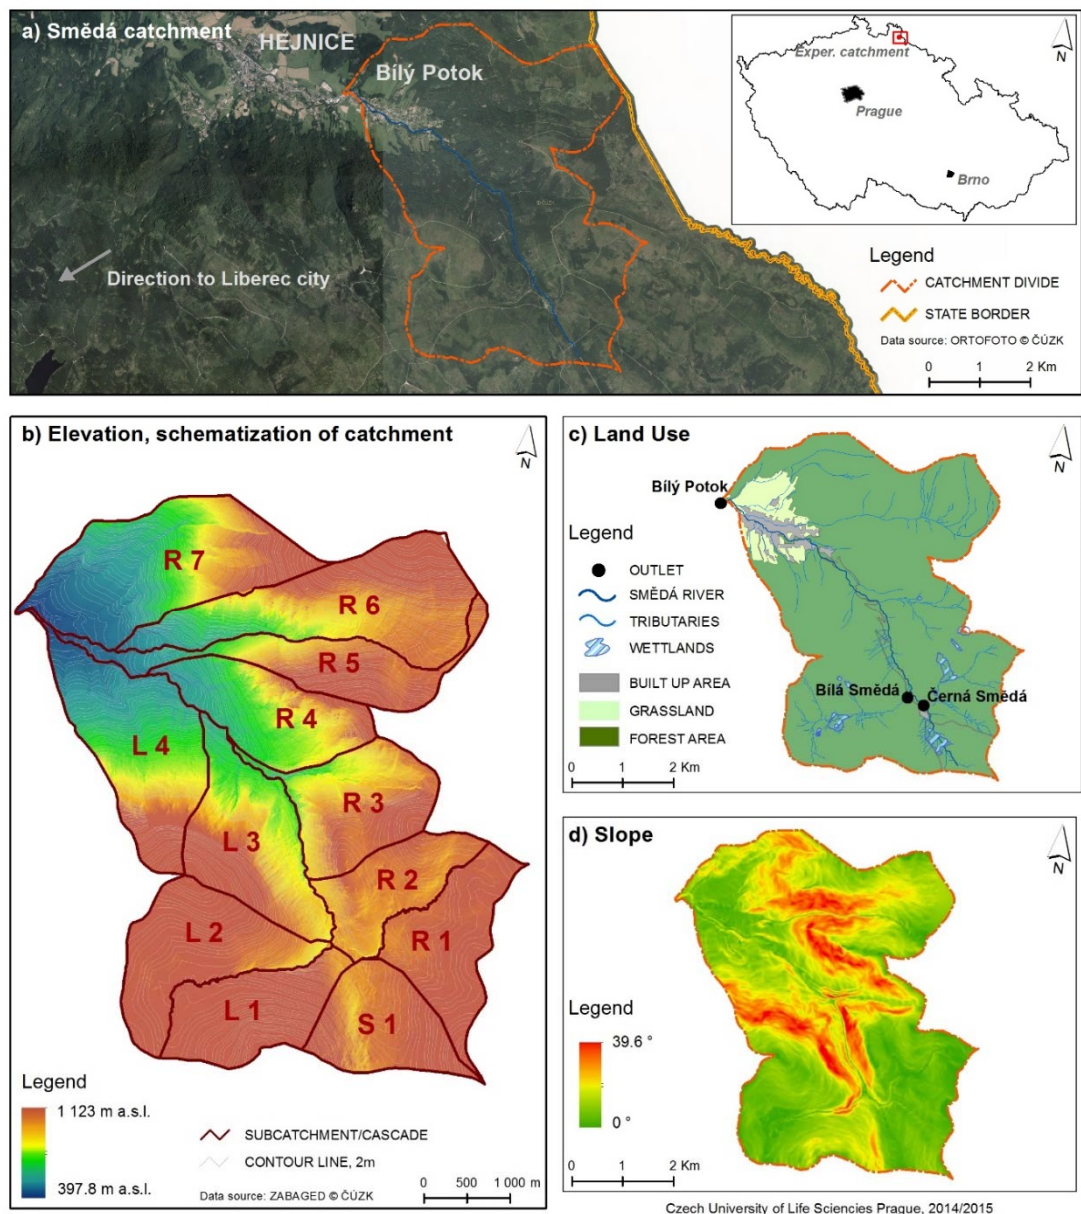 a) Smědá catchment
HEJNICE
Bílý Potok
Direction to Liberec city
N
Exper. catchment
Prague
Brno
Legend
CATCHMENT DIVIDE
STATE BORDER
Data source: ORTOFOTO © ČÚZK
0 1 2 Km
b) Elevation, schematization of catchment
N
R 7
R 6
R 5
R 4
L 4
R 3
L 3
R 2
L 2
R 1
L 1
S 1
Legend
1 123 m a.s.l.
397.8 m a.s.l.
SUBCATCHMENT/CASCADE
CONTOUR LINE, 2m
Data source: ZABAGED © ČÚZK
0 500 1 000 m
c) Land Use
N
Bílý Potok
Legend
OUTLET
SMĚDÁ RIVER
TRIBUTARIES
WETTLANDS
BUILT UP AREA
GRASSLAND
FOREST AREA
Bílá Smědá
Černá Smědá
0 1 2 Km
d) Slope
N
Legend
39.6 °
0 °
0 1 2 Km
Czech University of Life Sciencies Prague, 2014/2015